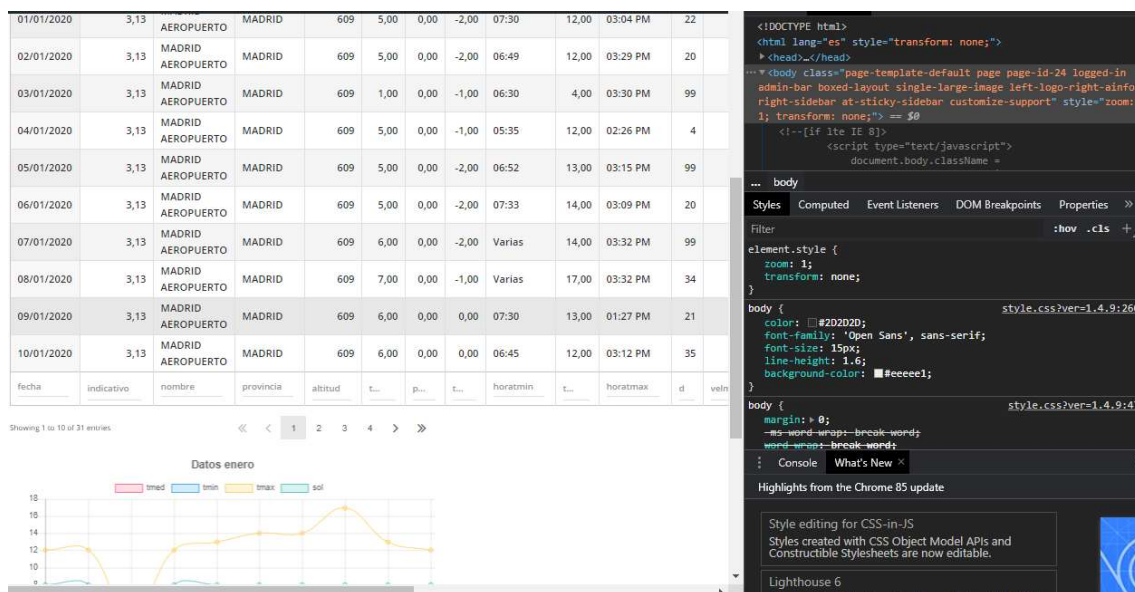 01/01/2020 3,13 AEROPUERTO MADRID 609 5,00 0,00 -2,00 07:30 12,00 03:04 PM 22
02/01/2020 3,13 MADRID AEROPUERTO MADRID 609 5,00 0,00 -2,00 06:49 12,00 03:29 PM 20
03/01/2020 3,13 MADRID AEROPUERTO MADRID 609 1,00 0,00 -1,00 06:30 4,00 03:30 PM 99
04/01/2020 3,13 MADRID AEROPUERTO MADRID 609 5,00 0,00 -1,00 05:35 12,00 02:26 PM 4
05/01/2020 3,13 MADRID AEROPUERTO MADRID 609 5,00 0,00 -2,00 06:52 13,00 03:15 PM 99
06/01/2020 3,13 MADRID AEROPUERTO MADRID 609 5,00 0,00 -2,00 07:33 14,00 03:09 PM 20
07/01/2020 3,13 MADRID AEROPUERTO MADRID 609 6,00 0,00 -2,00 Varias 14,00 03:32 PM 99
08/01/2020 3,13 MADRID AEROPUERTO MADRID 609 7,00 0,00 -1,00 Varias 17,00 03:32 PM 34
09/01/2020 3,13 MADRID AEROPUERTO MADRID 609 6,00 0,00 0,00 07:30 13,00 01:27 PM 21
10/01/2020 3,13 MADRID AEROPUERTO MADRID 609 6,00 0,00 0,00 06:45 12,00 03:12 PM 35
fecha indicativo nombre provincia altitud t... p... t... horatmin t... horatmax d
Showing 1 to 10 of 31 entries « < 1 2 3 4 > »
Datos enero
tmed tmin tmax sol
18
16
14
12
10
<!DOCTYPE html>
<html lang="es" style="transform: none;">
▶<head>…</head>
...▼<body class="page-template-default page page-id-24 logged-in
admin-bar boxed-layout single-large-image left-logo-right-ainfo
right-sidebar at-sticky-sidebar customize-support" style="zoom:
1; transform: none;"> == $0
<!--[if lte IE 8]>
<script type="text/javascript">
document.body.className =
... body
Styles Computed Event Listeners DOM Breakpoints Properties »
Filter :hov .cls +
element.style {
zoom: 1;
transform: none;
}
body { style.css?ver=1.4.9:266
color: #2D2D2D;
font-family: 'Open Sans', sans-serif;
font-size: 15px;
line-height: 1.6;
background-color: #eeeee1;
}
body { style.css?ver=1.4.9:4
margin:▶ 0;
-ms-word-wrap: break-word;
word-wrap: break-word;
Console What's New ×
Highlights from the Chrome 85 update
Style editing for CSS-in-JS
Styles created with CSS Object Model APIs and
Constructible Stylesheets are now editable.
Lighthouse 6